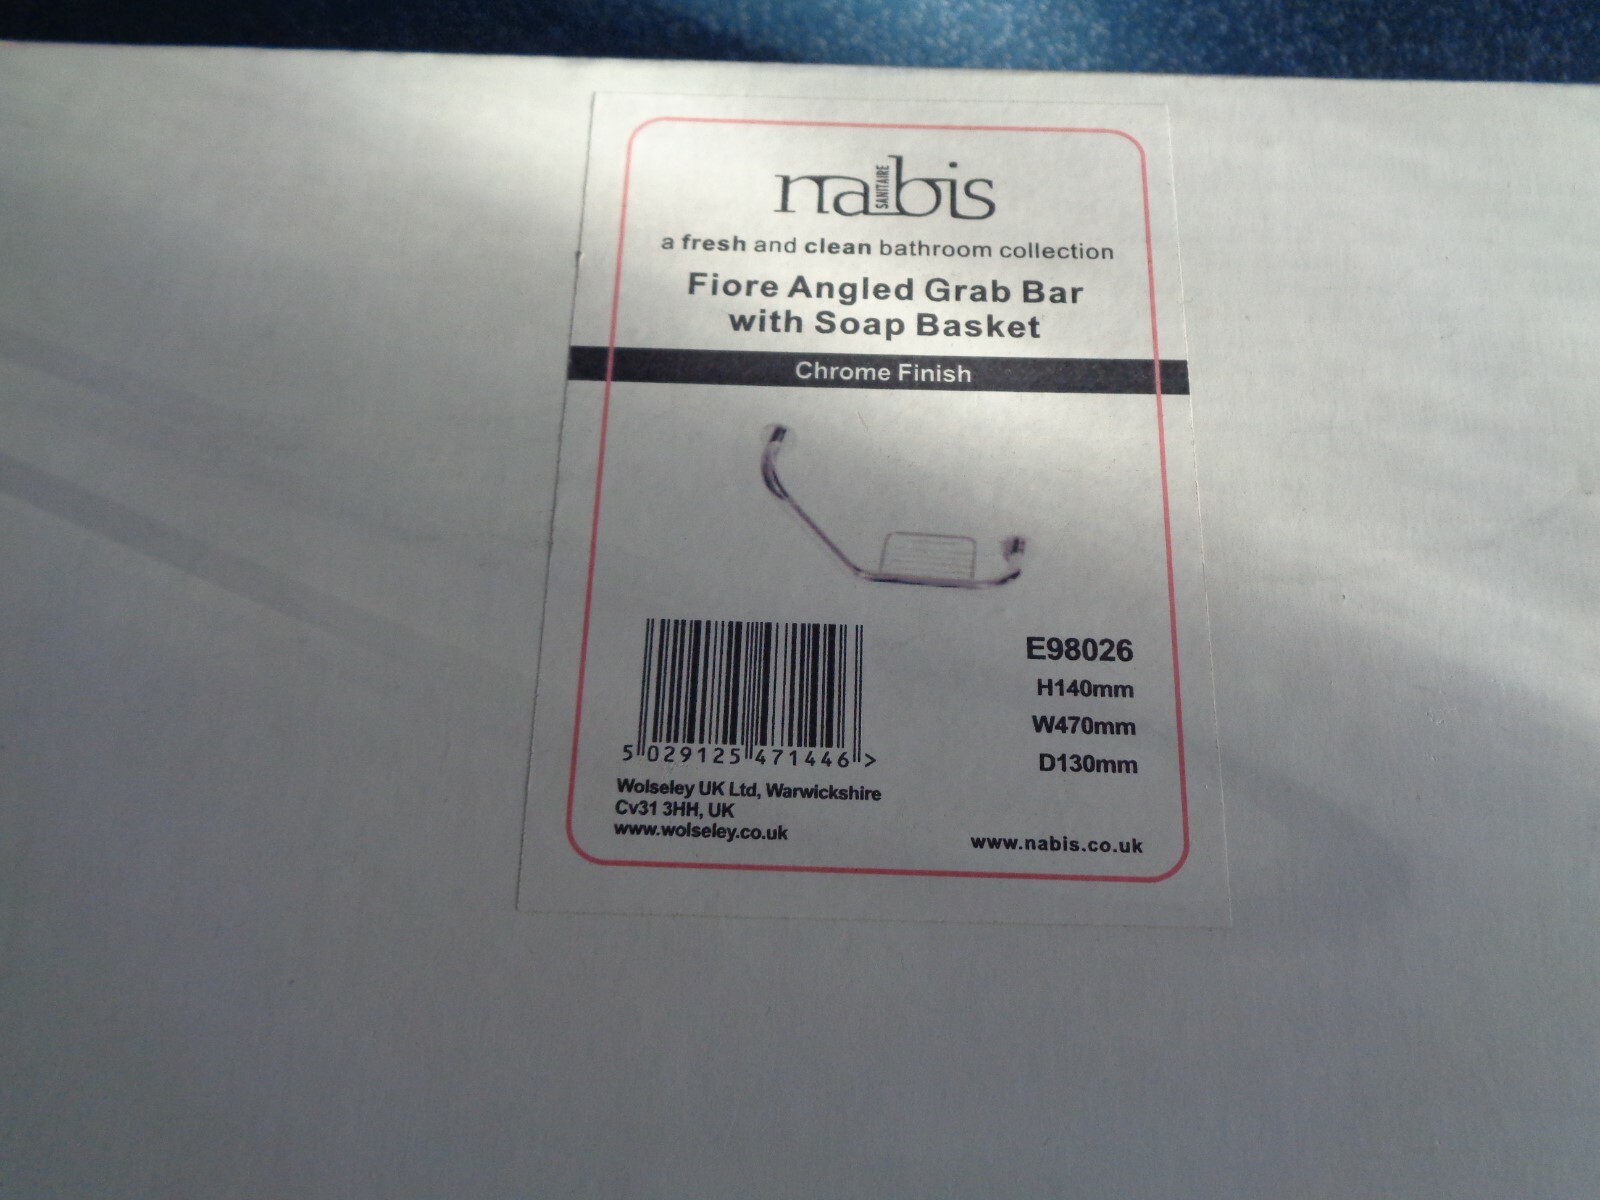 nabis
SANITAIRE
a fresh and clean bathroom collection
Fiore Angled Grab Bar
with Soap Basket
Chrome Finish
E98026
H140mm
W470mm
D130mm
5 029125 471446 >
Wolseley UK Ltd, Warwickshire
Cv31 3HH, UK
www.wolseley.co.uk
www.nabis.co.uk